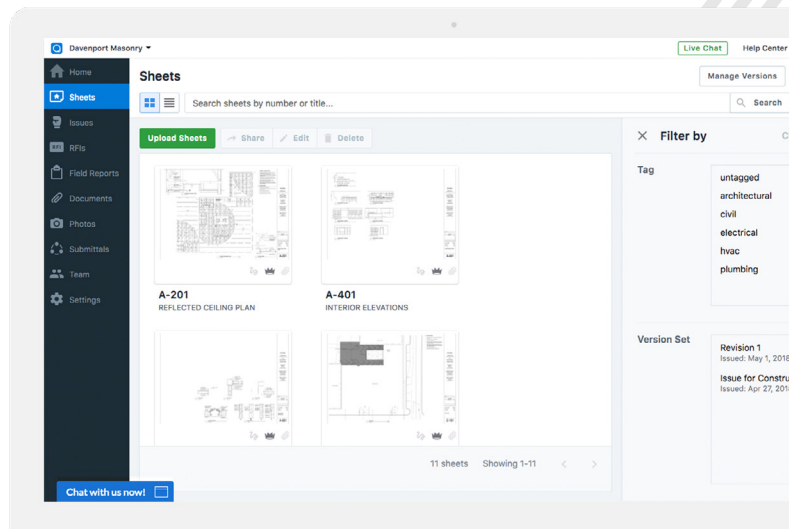 Davenport Masonry
Live Chat
Help Center
Home
Sheets
Issues
RFIs
Field Reports
Documents
Photos
Submittals
Team
Settings
Sheets
Manage Versions
Search sheets by number or title...
Search
Upload Sheets
Share
Edit
Delete
A-201
REFLECTED CEILING PLAN
A-401
INTERIOR ELEVATIONS
11 sheets
Showing 1-11
Filter by
C
Tag
untagged
architectural
civil
electrical
hvac
plumbing
Version Set
Revision 1
Issued: May 1, 2018
Issue for Constru
Issued: Apr 27, 201
Chat with us now!